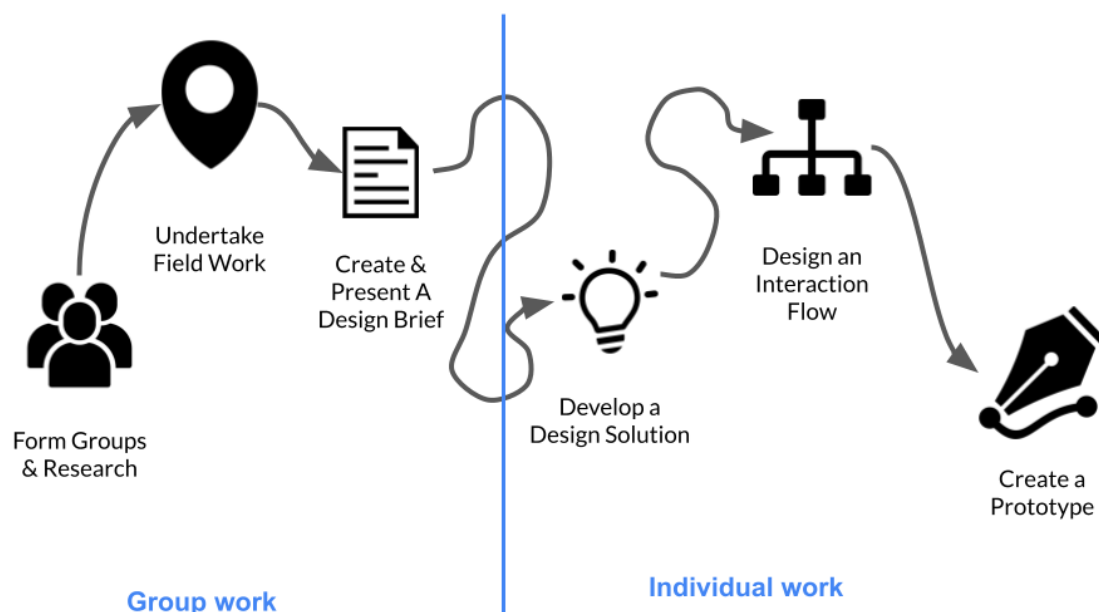 Form Groups
& Research
Undertake
Field Work
Create &
Present A
Design Brief
Develop a
Design Solution
Design an
Interaction
Flow
Create a
Prototype
Group work
Individual work